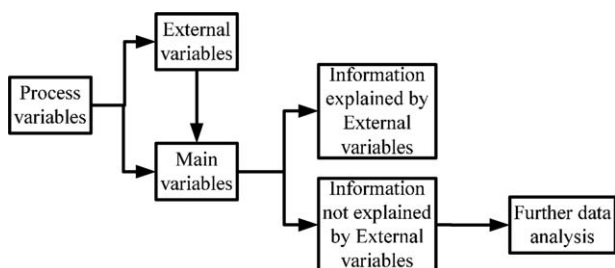 External
variables
Process
variables
Main
variables
Information
explained by
External
variables
Information
not explained
by External
variables
Further data
analysis